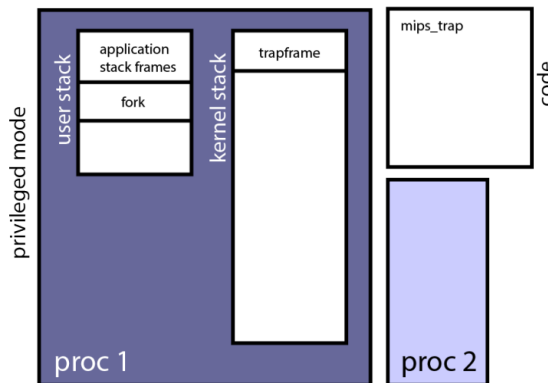 privileged mode
user stack
application
stack frames
fork
kernel stack
trapframe
proc 1
mips_trap
code
proc 2